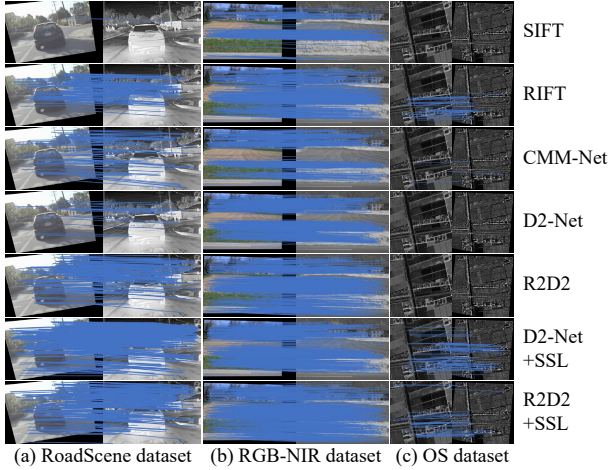 SIFT
RIFT
CMM-Net
D2-Net
R2D2
D2-Net
+SSL
R2D2
+SSL
(a) RoadScene dataset (b) RGB-NIR dataset (c) OS dataset